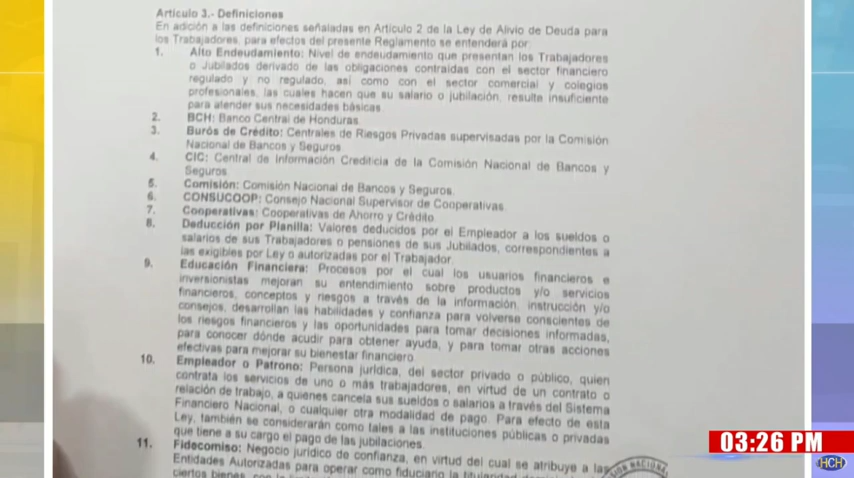 Artículo 3.- Definiciones
En adición a las definiciones señaladas en Artículo 2 de la Ley de Alivio de Deuda para
los Trabajadores, para efectos del presente Reglamento se entenderá por:
1. Alto Endeudamiento: Nivel de endeudamiento que presentan los Trabajadores
o Jubilados derivado de las obligaciones contraídas con el sector financiero
regulado y no regulado, así como con el sector comercial y colegios
profesionales, las cuales hacen que su salario o jubilación, resulte insuficiente
para atender sus necesidades básicas.
2. BCH: Banco Central de Honduras.
3. Burós de Crédito: Centrales de Riesgos Privadas supervisadas por la Comisión
Nacional de Bancos y Seguros.
4. CIC: Central de Información Crediticia de la Comisión Nacional de Bancos y
Seguros.
5. Comisión: Comisión Nacional de Bancos y Seguros.
6. CONSUCOOP: Consejo Nacional Supervisor de Cooperativas.
7. Cooperativas: Cooperativas de Ahorro y Crédito.
8. Deducción por Planilla: Valores deducidos por el Empleador a los sueldos o
salarios de sus Trabajadores o pensiones de sus Jubilados, correspondientes a
las exigibles por Ley o autorizadas por el Trabajador.
9. Educación Financiera: Procesos por el cual los usuarios financieros e
inversionistas mejoran su entendimiento sobre productos y/o servicios
financieros, conceptos y riesgos a través de la información, instrucción y/o
consejos, desarrollan las habilidades y confianza para volverse conscientes de
los riesgos financieros y las oportunidades para tomar decisiones informadas,
para conocer dónde acudir para obtener ayuda, y para tomar otras acciones
efectivas para mejorar su bienestar financiero.
10. Empleador o Patrono: Persona jurídica, del sector privado o público, quien
contrata los servicios de uno o más trabajadores, en virtud de un contrato o
relación de trabajo, a quienes cancela sus sueldos o salarios a través del Sistema
Financiero Nacional, o cualquier otra modalidad de pago. Para efecto de esta
Ley, también se considerarán como tales a las instituciones públicas o privadas
que tiene a su cargo el pago de las jubilaciones.
11. Fidecomiso: Negocio jurídico de confianza, en virtud del cual se atribuye a las
Entidades Autorizadas para operar como fiduciario la titularidad
ciertos bienes
NACIONAL
03:26 PM
HCH